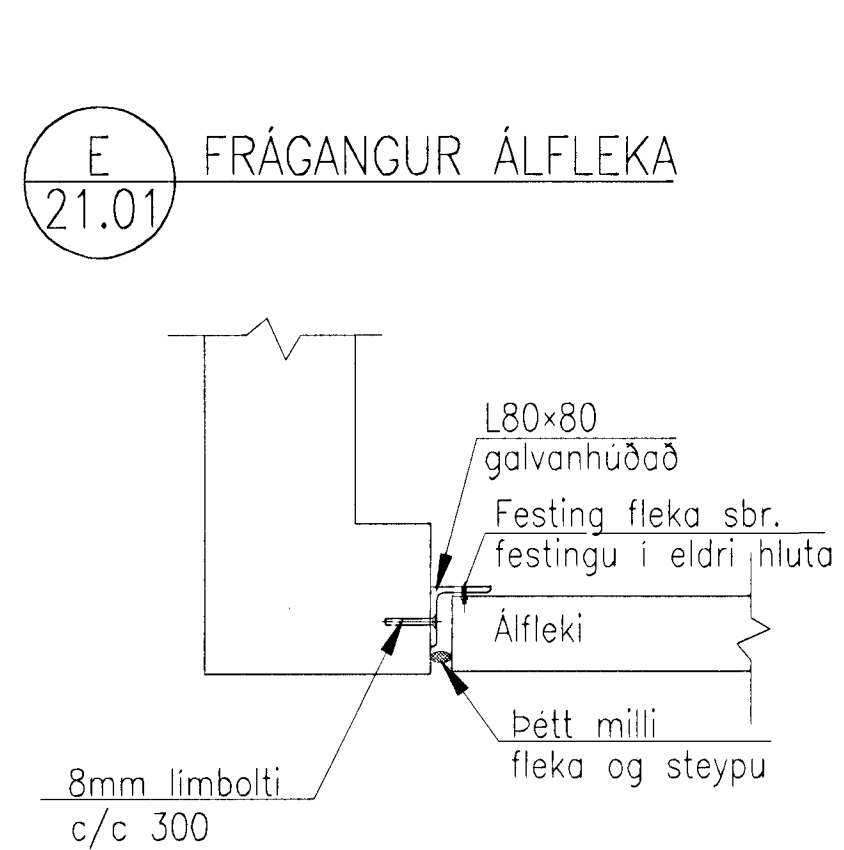 E
21.01
FRÁGANGUR ÁLFLEKA
L80×80
galvanhúðað
Festing fleka sbr.
festingu í eldri hluta
Álfleki
Þétt milli
fleka og steypu
8mm límbolti
c/c 300